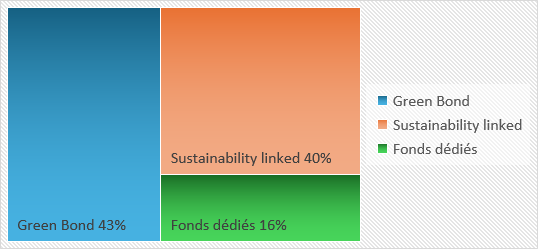 Sustainability linked 40%
Green Bond 43%
Fonds dédiés 16%
Green Bond
Sustainability linked
Fonds dédiés